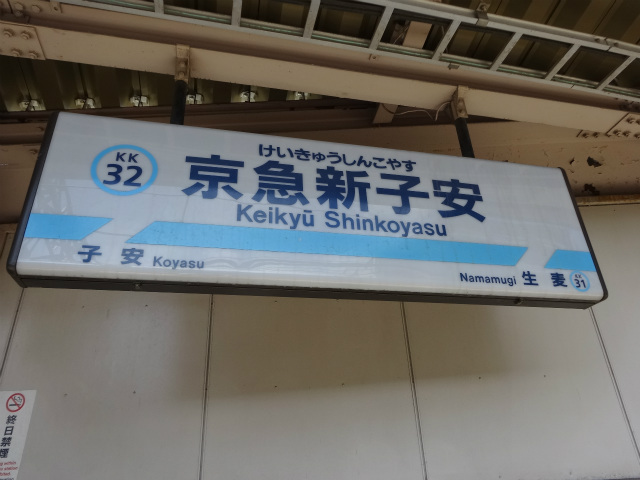 けいきゅうしんこやす
KK
32
京急新子安
Keikyū Shinkoyasu
子安 Koyasu
Namamugi 生麦
KK
31
終日禁煙